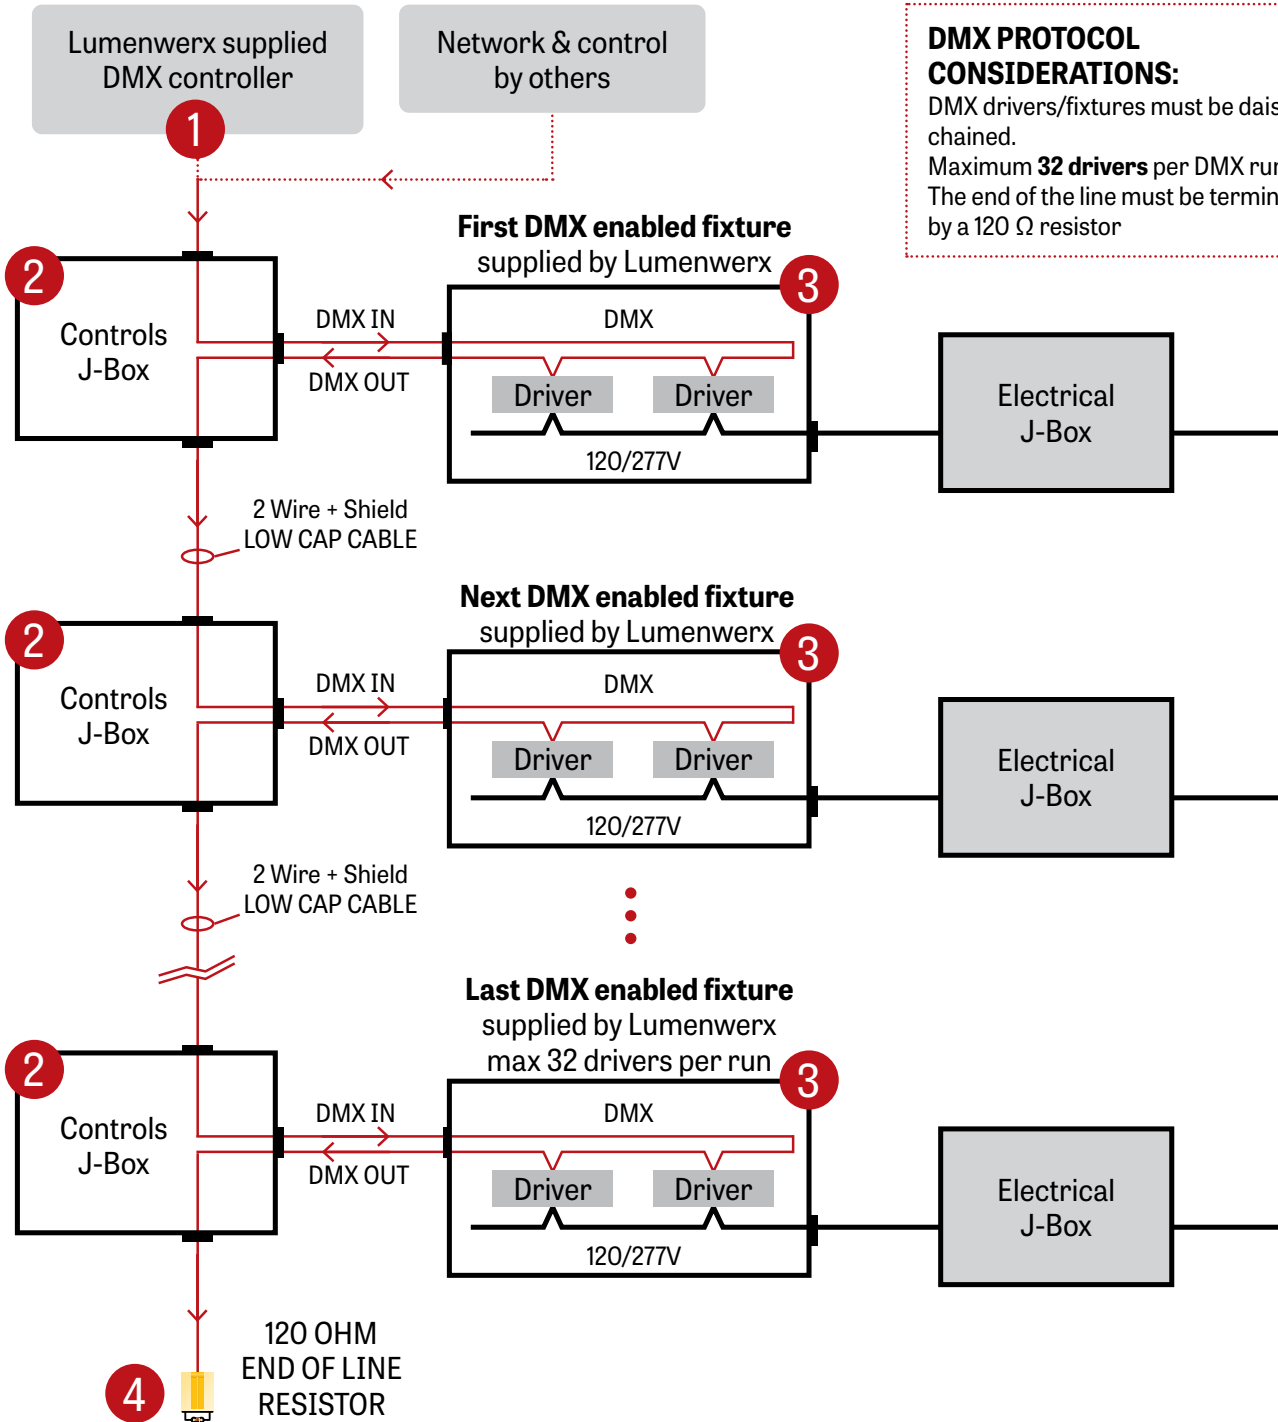 Lumenwerx supplied
DMX controller
1
Network & control
by others
DMX PROTOCOL
CONSIDERATIONS:
DMX drivers/fixtures must be
chained.
Maximum 32 drivers per DMX run
The end of the line must be
by a 120 Ω resistor
First DMX enabled fixture
supplied by Lumenwerx
2
Controls
J-Box
DMX IN
DMX OUT
3
DMX
Driver
Driver
120/277V
Electrical
J-Box
2 Wire + Shield
LOW CAP CABLE
Next DMX enabled fixture
supplied by Lumenwerx
2
Controls
J-Box
DMX IN
DMX OUT
3
DMX
Driver
Driver
120/277V
Electrical
J-Box
2 Wire + Shield
LOW CAP CABLE
Last DMX enabled fixture
supplied by Lumenwerx
max 32 drivers per run
2
Controls
J-Box
DMX IN
DMX OUT
3
DMX
Driver
Driver
120/277V
Electrical
J-Box
4
120 OHM
END OF LINE
RESISTOR